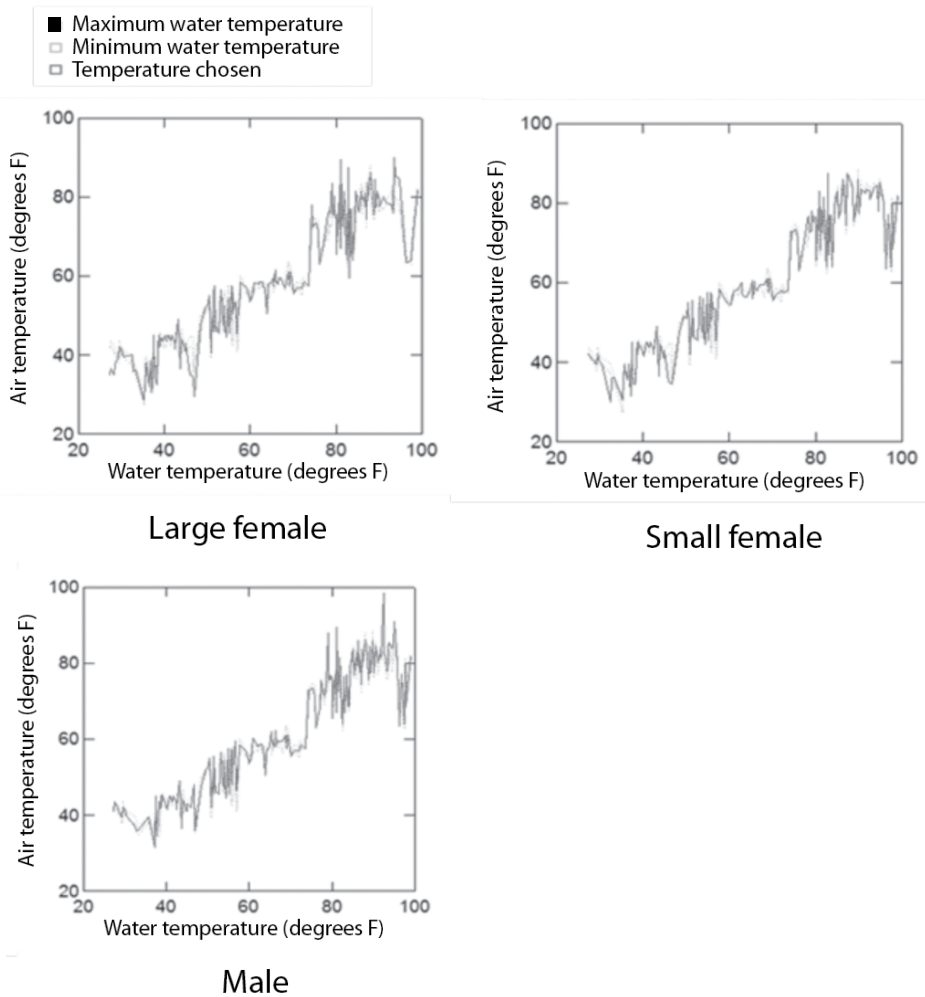 Maximum water temperature
Minimum water temperature
Temperature chosen
Air temperature (degrees F)
100
80
60
40
20
20 40 60 80 100
Water temperature (degrees F)
Large female
Air temperature (degrees F)
100
80
60
40
20
20 40 60 80 100
Water temperature (degrees F)
Small female
Air temperature (degrees F)
100
80
60
40
20
20 40 60 80 100
Water temperature (degrees F)
Male